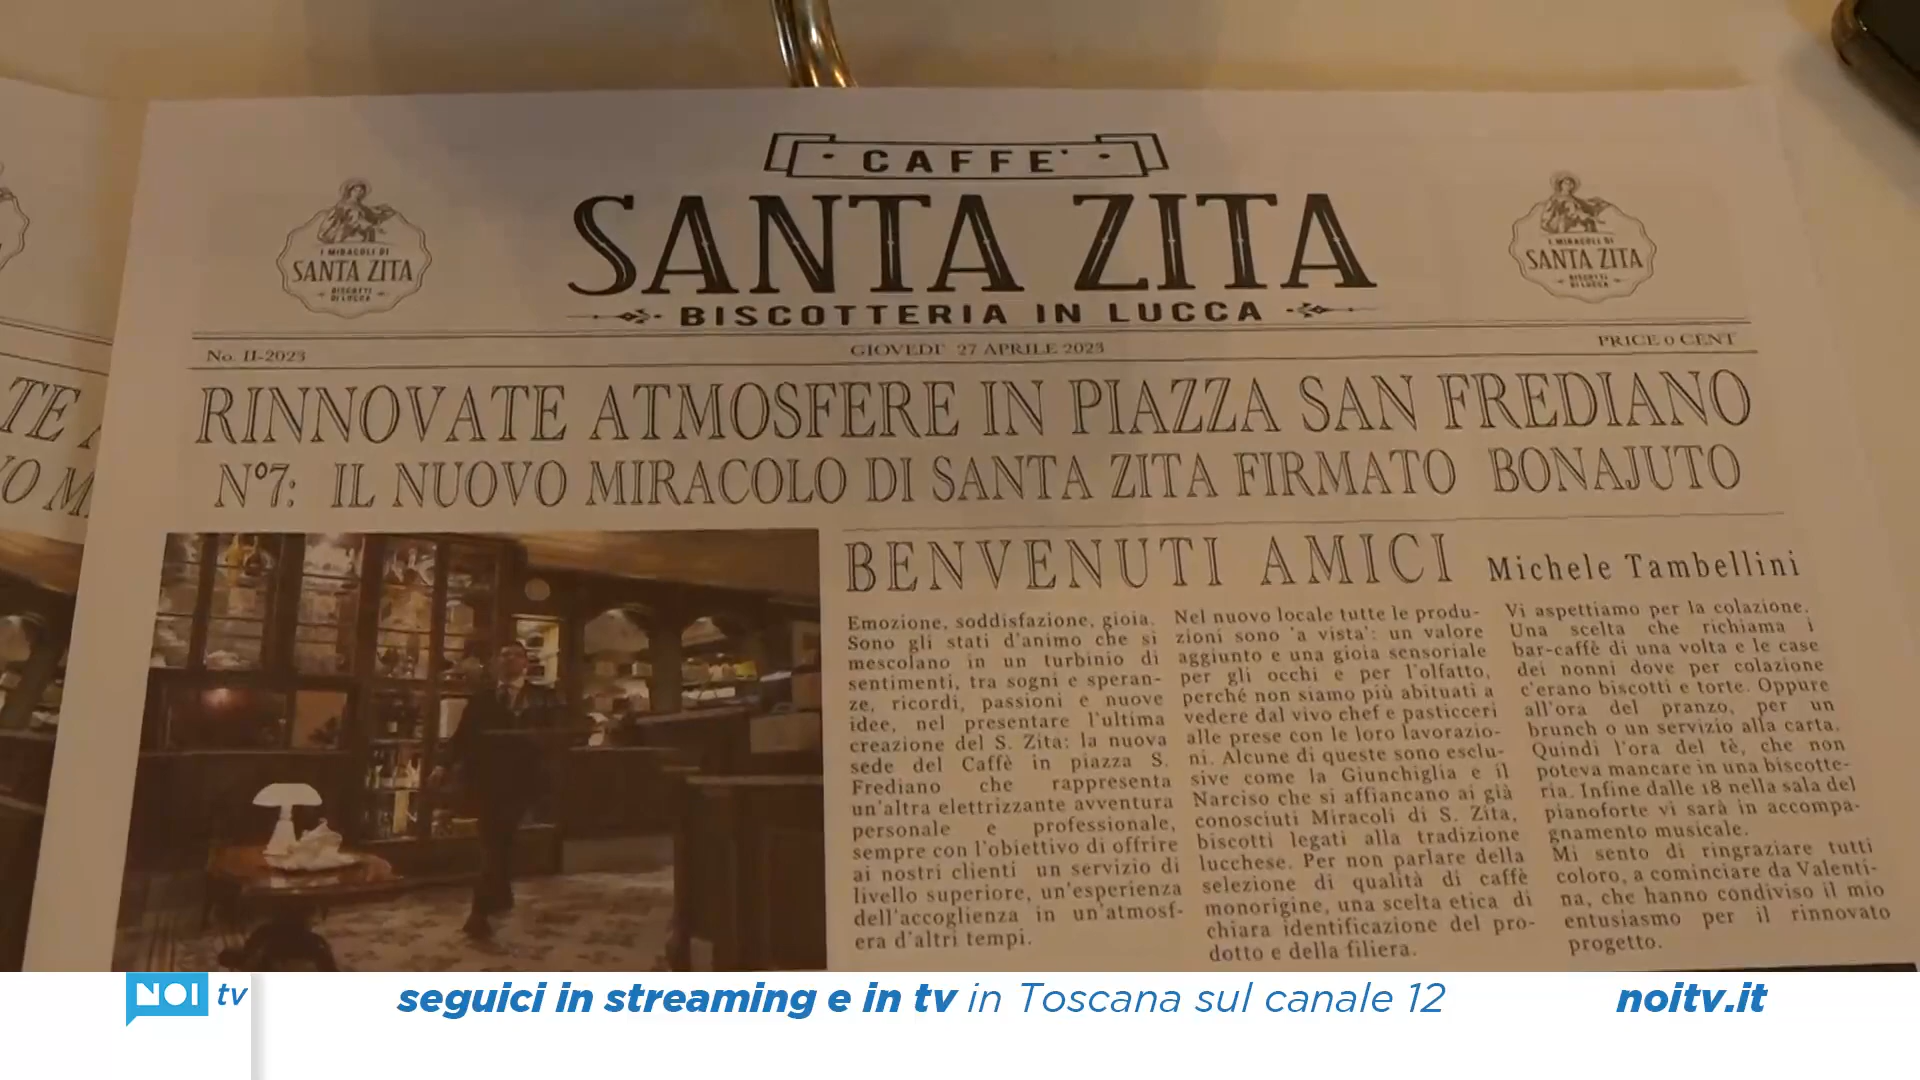 · CAFFE' ·
SANTA ZITA
BISCOTTERIA IN LUCCA
I MIRACOLI DI
SANTA ZITA
BISCOTTI
DI LUCCA
I MIRACOLI DI
SANTA ZITA
BISCOTTI
DI LUCCA
No. II-2023
GIOVEDI' 27 APRILE 2023
PRICE 0 CENT
RINNOVATE ATMOSFERE IN PIAZZA SAN FREDIANO
N°7: IL NUOVO MIRACOLO DI SANTA ZITA FIRMATO BONAJUTO
TE
BENVENUTI AMICI
Michele Tambellini
Emozione, soddisfazione, gioia.
Sono gli stati d'animo che si
mescolano in un turbinio di
sentimenti, tra sogni e speran-
ze, ricordi, passioni e nuove
idee, nel presentare l'ultima
creazione del S. Zita: la nuova
sede del Caffè in piazza S.
Frediano che rappresenta
un'altra elettrizzante avventura
personale e professionale,
sempre con l'obiettivo di offrire
ai nostri clienti un servizio di
livello superiore, un'esperienza
dell'accoglienza in un'atmosf-
era d'altri tempi.
Nel nuovo locale tutte le produ-
zioni sono 'a vista': un valore
aggiunto e una gioia sensoriale
per gli occhi e per l'olfatto,
perché non siamo più abituati a
vedere dal vivo chef e pasticceri
alle prese con le loro lavorazio-
ni. Alcune di queste sono esclu-
sive come la Giunchiglia e il
Narciso che si affiancano ai già
conosciuti Miracoli di S. Zita,
biscotti legati alla tradizione
lucchese. Per non parlare della
selezione di qualità di caffè
monorigine, una scelta etica di
chiara identificazione del pro-
dotto e della filiera.
Vi aspettiamo per la colazione.
Una scelta che richiama i
bar-caffè di una volta e le case
dei nonni dove per colazione
c'erano biscotti e torte. Oppure
all'ora del pranzo, per un
brunch o un servizio alla carta.
Quindi l'ora del tè, che non
poteva mancare in una biscotte-
ria. Infine dalle 18 nella sala del
pianoforte vi sarà in accompa-
gnamento musicale.
Mi sento di ringraziare tutti
coloro, a cominciare da Valenti-
na, che hanno condiviso il mio
entusiasmo per il rinnovato
progetto.
NOI tv
seguici in streaming e in tv in Toscana sul canale 12
noitv.it